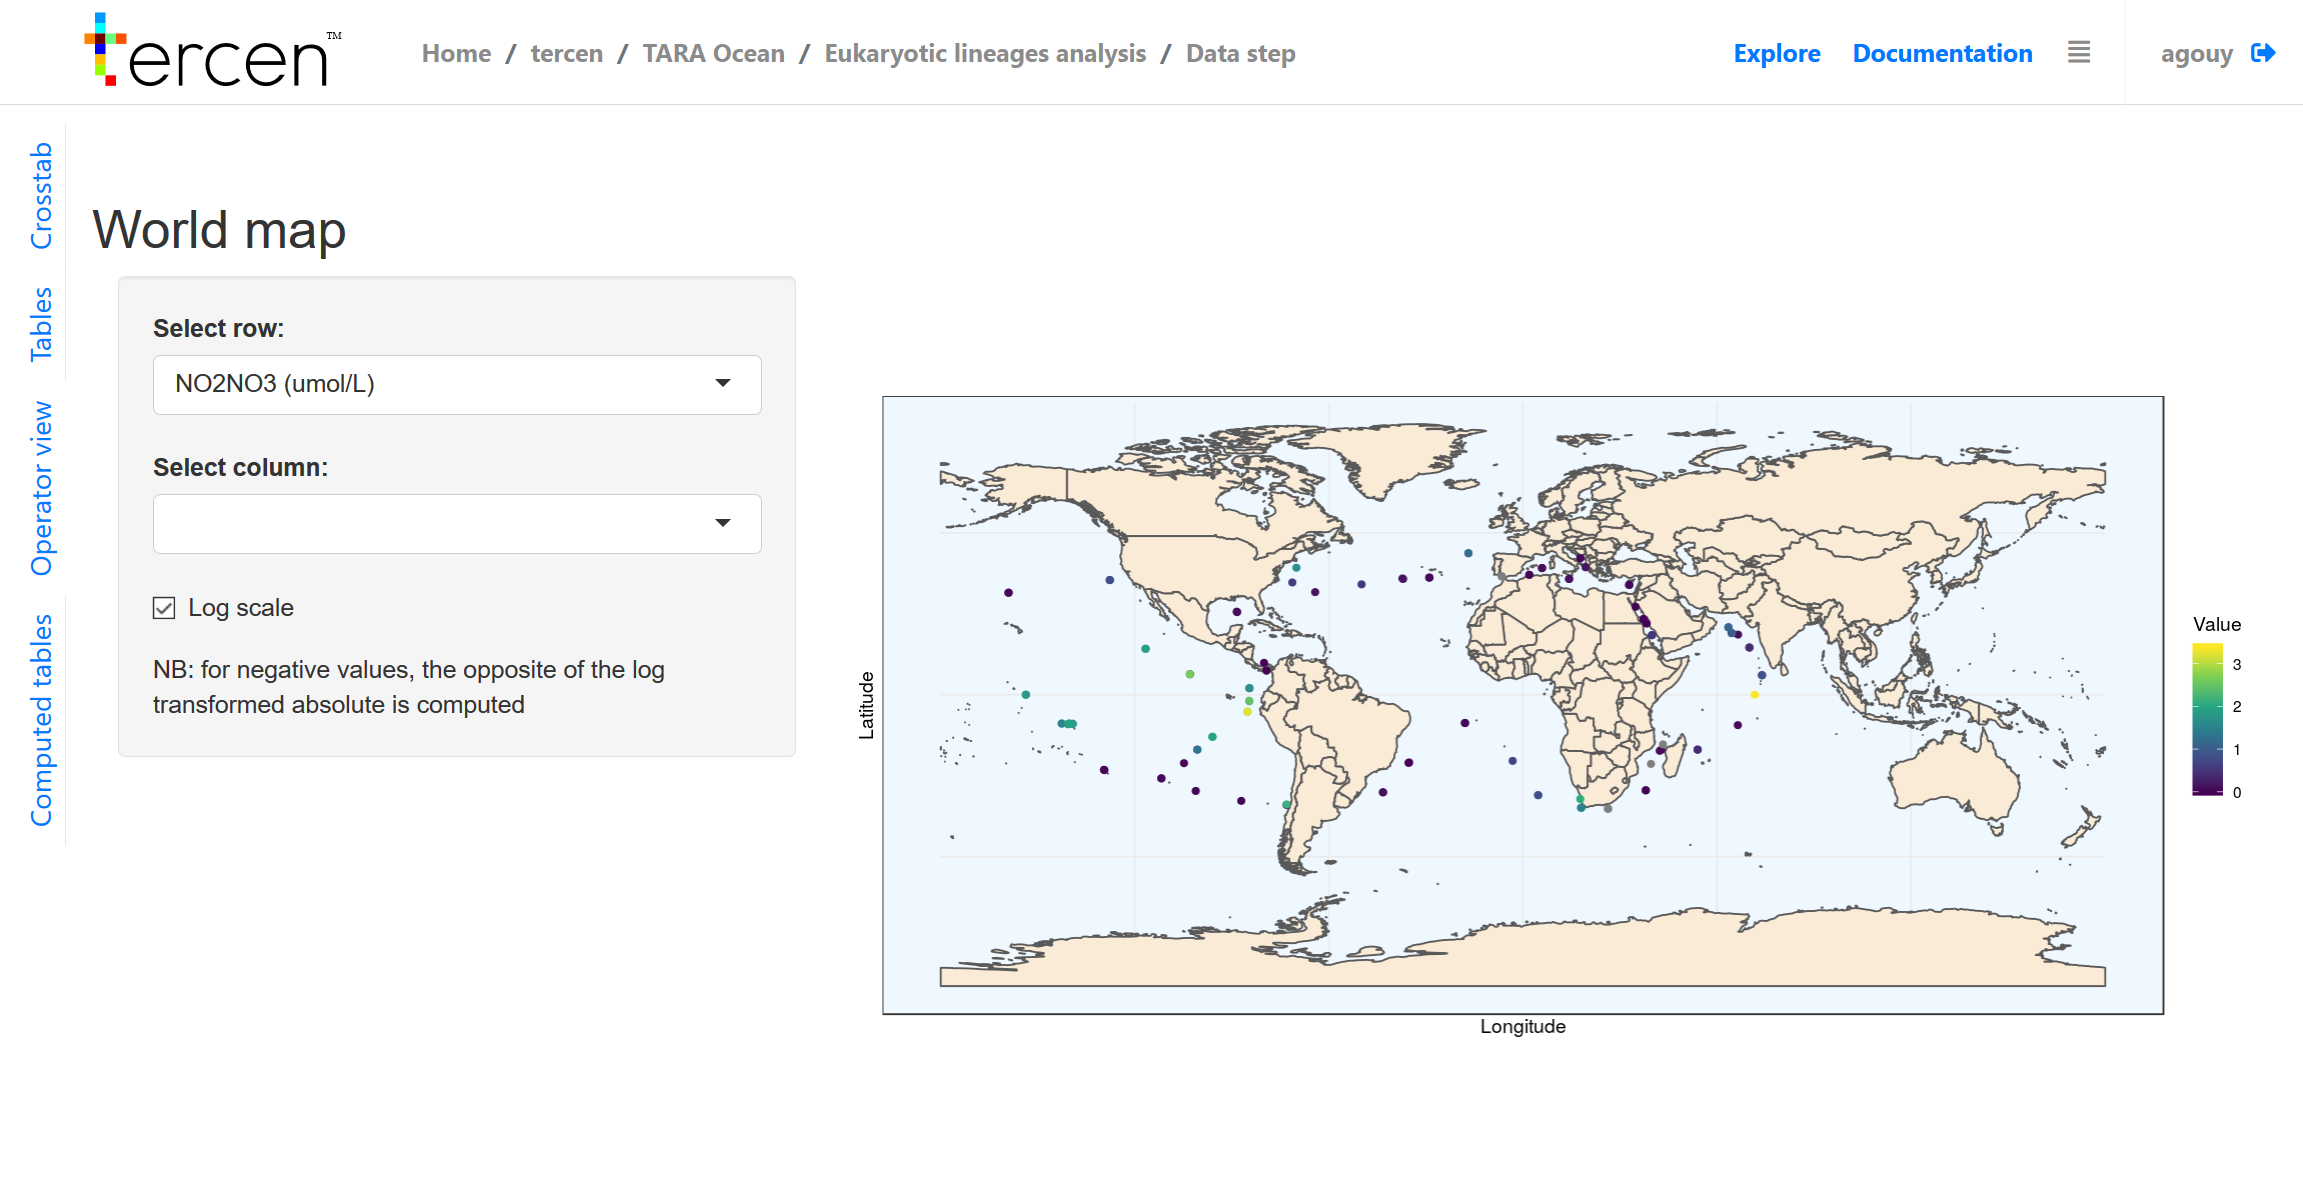 tercen™
Home / tercen / TARA Ocean / Eukaryotic lineages analysis / Data step
Explore Documentation agouy
Crosstab
Tables
Operator view
Computed tables
World map
Select row:
NO2NO3 (umol/L)
Select column:
Log scale
NB: for negative values, the opposite of the log
transformed absolute is computed
Latitude
Longitude
Value
3
2
1
0